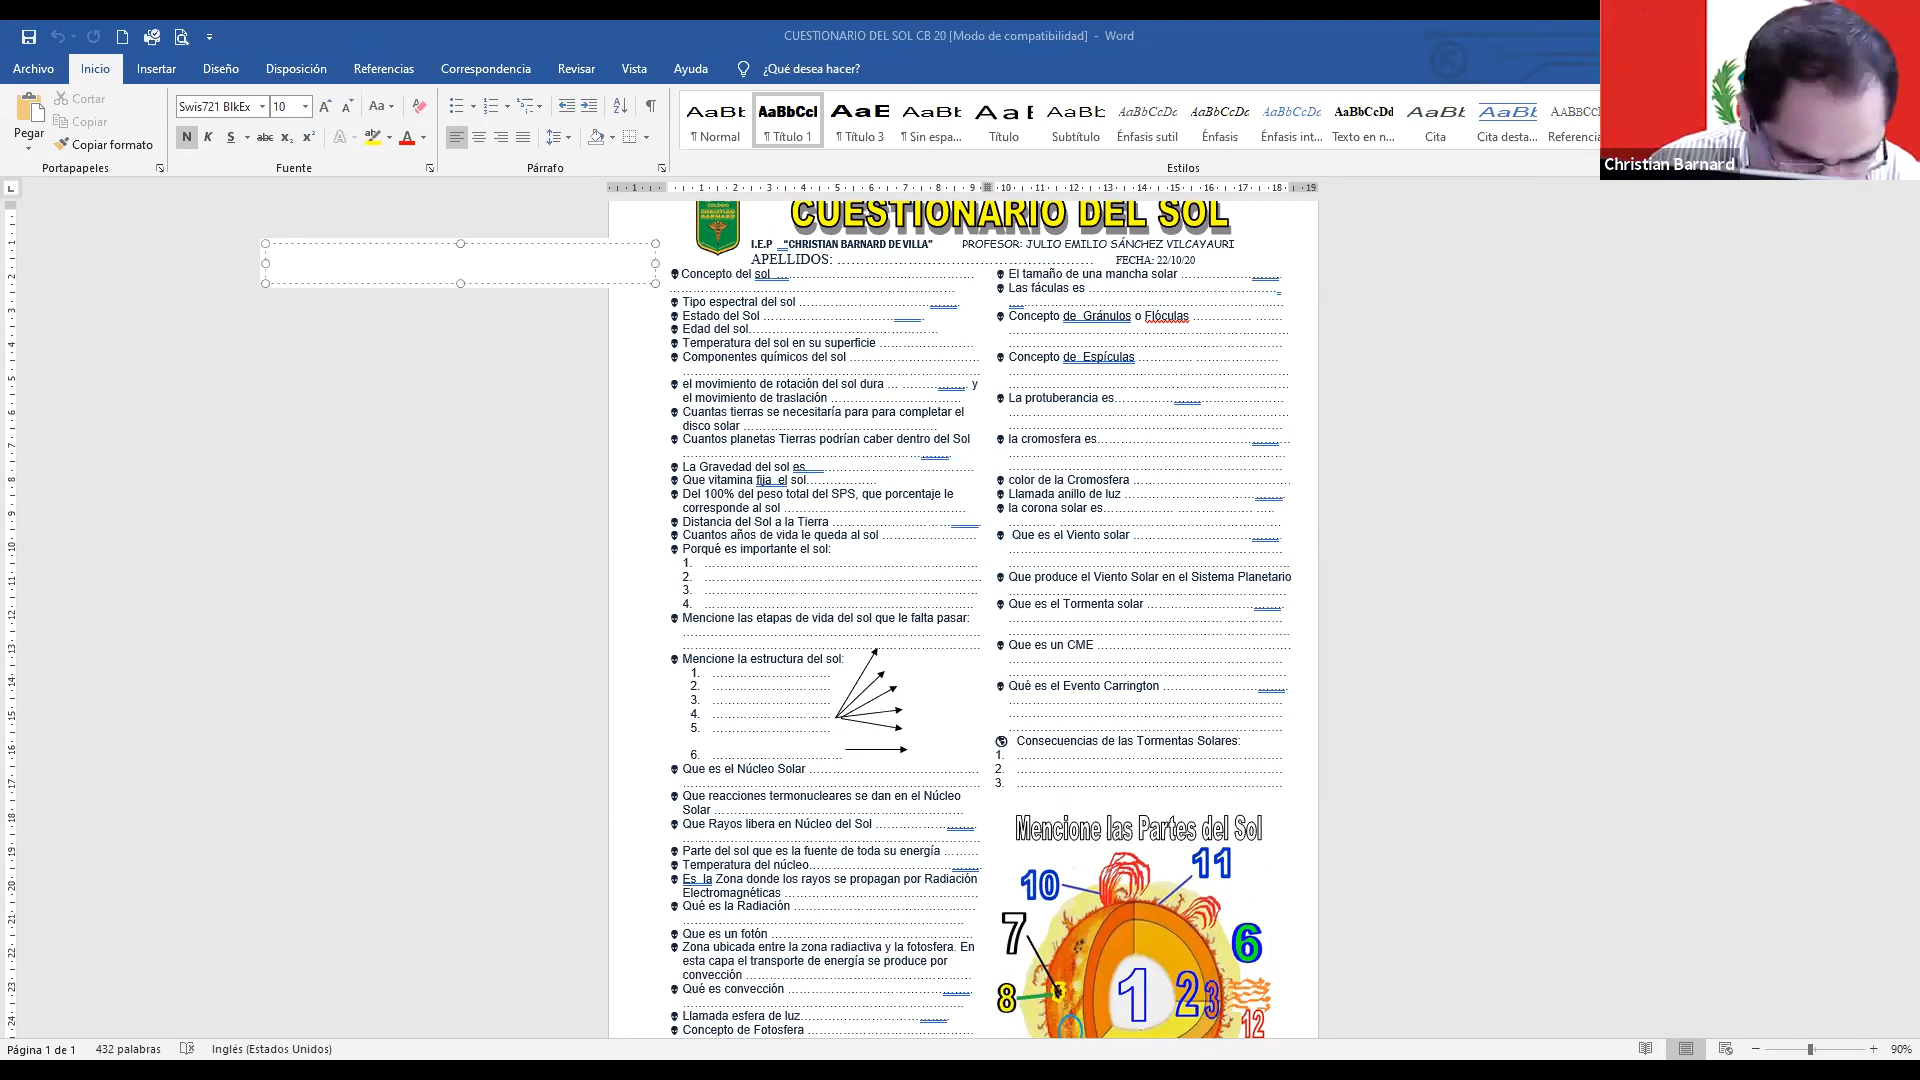 CUESTIONARIO DEL SOL CB 20 [Modo de compatibilidad] - Word
Archivo Inicio Insertar Diseño Disposición Referencias Correspondencia Revisar Vista Ayuda ¿Qué desea hacer?
Pegar
Cortar
Copiar
Copiar formato
Portapapeles
Swis721 BlkEx 10
Fuente
Párrafo
¶ Normal
¶ Título 1
¶ Título 3
¶ Sin espa...
Título
Subtítulo
Énfasis sutil
Énfasis
Énfasis int...
Texto en n...
Cita
Cita desta...
Referencia
Estilos
Christian Barnard
CUESTIONARIO DEL SOL
COLEGIO CHRISTIAN BARNARD
I.E.P "CHRISTIAN BARNARD DE VILLA" PROFESOR: JULIO EMILIO SÁNCHEZ VILCAYAURI
APELLIDOS: ........................ FECHA: 22/10/20
Concepto del sol ........................
Tipo espectral del sol ........................
Estado del Sol ........................
Edad del sol........................
Temperatura del sol en su superficie ........................
Componentes químicos del sol ........................
el movimiento de rotación del sol dura ... ............... y
el movimiento de traslación ........................
Cuantas tierras se necesitaría para para completar el
disco solar ........................
Cuantos planetas Tierras podrían caber dentro del Sol
........................
La Gravedad del sol es........................
Que vitamina fija el sol..................
Del 100% del peso total del SPS, que porcentaje le
corresponde al sol ........................
Distancia del Sol a la Tierra ........................
Cuantos años de vida le queda al sol ........................
Porqué es importante el sol:
1. ........................
2. ........................
3. ........................
4. ........................
Mencione las etapas de vida del sol que le falta pasar:
........................
........................
Mencione la estructura del sol:
1. ........................
2. ........................
3. ........................
4. ........................
5. ........................
6. ........................
Que es el Núcleo Solar ........................
Que reacciones termonucleares se dan en el Núcleo
Solar ........................
Que Rayos libera en Núcleo del Sol ........................
Parte del sol que es la fuente de toda su energía .........
Temperatura del núcleo........................
Es la Zona donde los rayos se propagan por Radiación
Electromagnéticas ........................
Qué es la Radiación ........................
Que es un fotón ........................
Zona ubicada entre la zona radiactiva y la fotosfera. En
esta capa el transporte de energía se produce por
convección ........................
Qué es convección ........................
Llamada esfera de luz........................
Concepto de Fotosfera ........................
El tamaño de una mancha solar ........................
Las fáculas es ........................
Concepto de Gránulos o Flóculas ........................
Concepto de Espículas ........................
La protuberancia es........................
la cromosfera es........................
color de la Cromosfera ........................
Llamada anillo de luz ........................
la corona solar es........................
Que es el Viento solar ........................
Que produce el Viento Solar en el Sistema Planetario
........................
Que es el Tormenta solar ........................
Que es un CME ........................
Qué es el Evento Carrington ........................
Consecuencias de las Tormentas Solares:
1. ........................
2. ........................
3. ........................
Mencione las Partes del Sol
10
11
7
6
8
1
2
3
12
Página 1 de 1 432 palabras Inglés (Estados Unidos) 90%